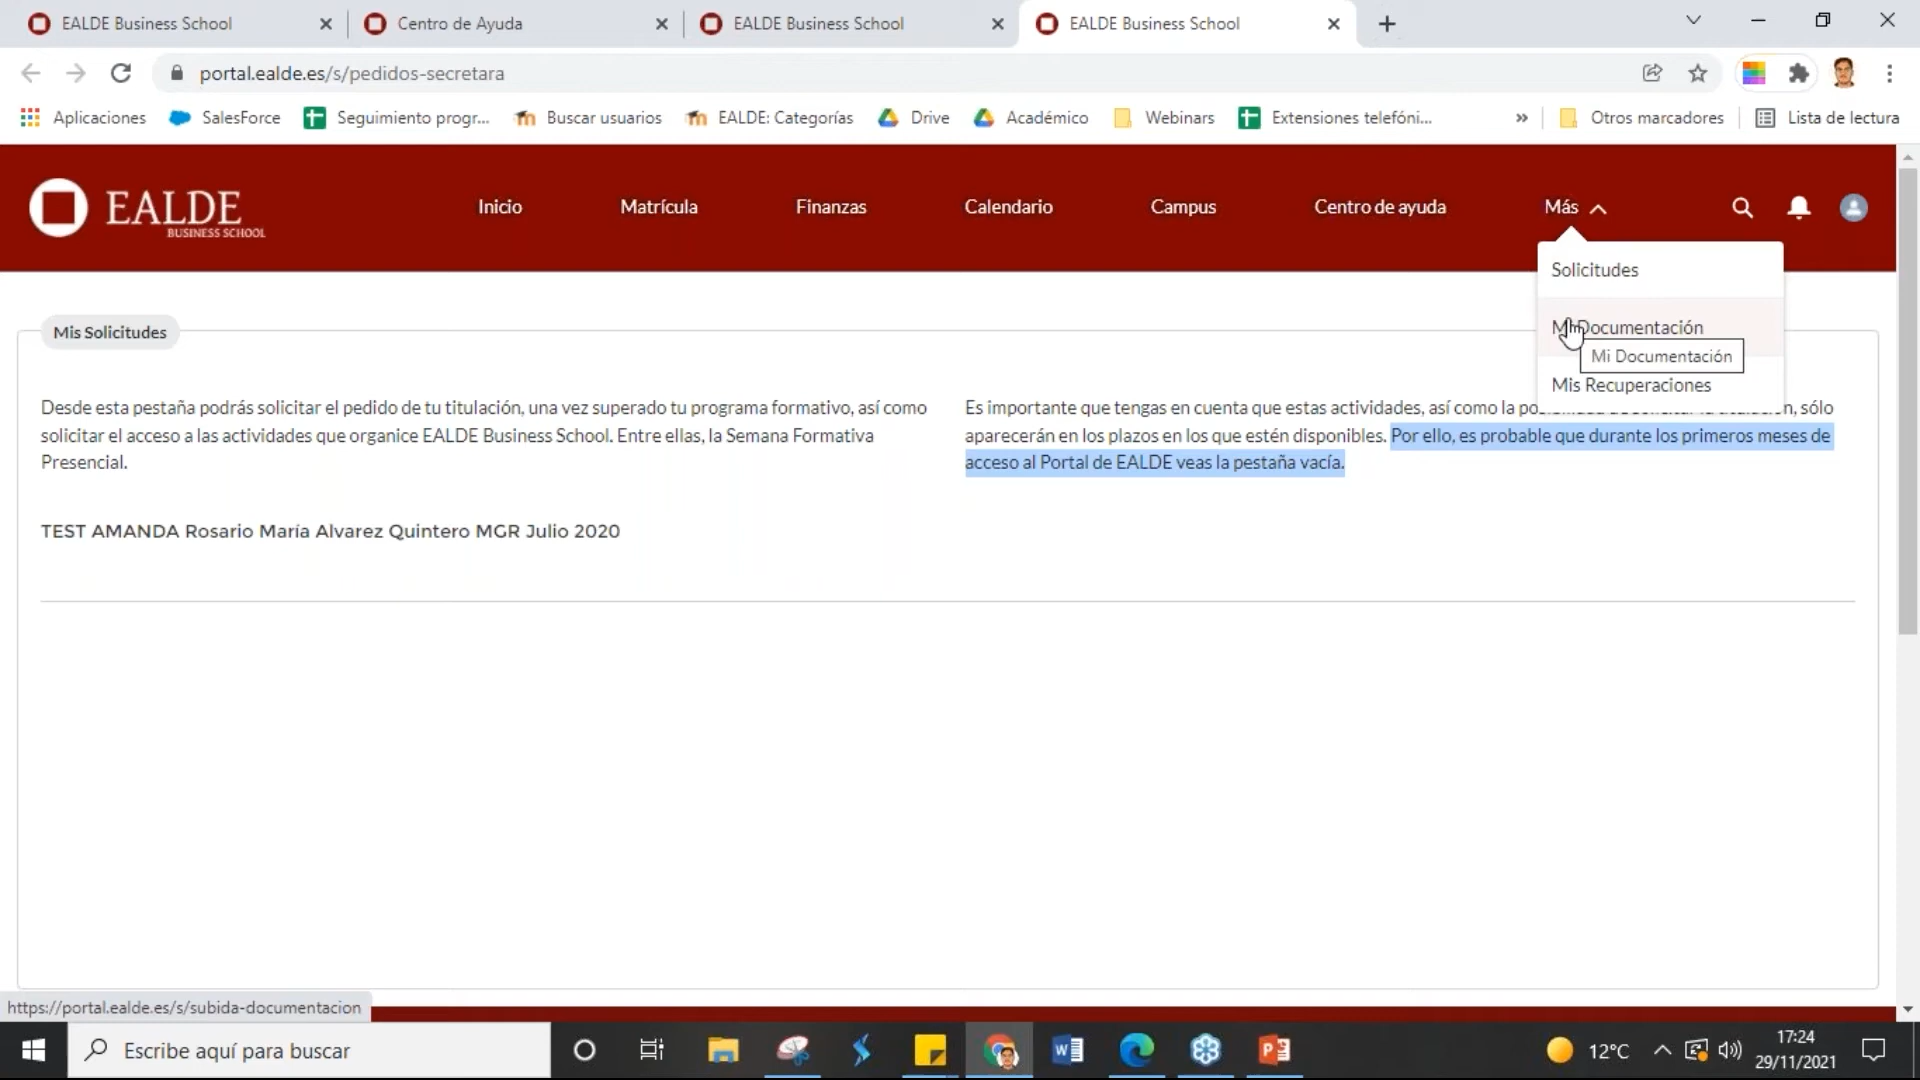 EALDE Business School
Centro de Ayuda
EALDE Business School
EALDE Business School
portal.ealde.es/s/pedidos-secretara
Aplicaciones
SalesForce
Seguimiento progr...
Buscar usuarios
EALDE: Categorías
Drive
Académico
Webinars
Extensiones telefóni...
»
Otros marcadores
Lista de lectura
EALDE
BUSINESS SCHOOL
Inicio
Matrícula
Finanzas
Calendario
Campus
Centro de ayuda
Más
Solicitudes
Mi Documentación
Mi Documentación
Mis Recuperaciones
Mis Solicitudes
Desde esta pestaña podrás solicitar el pedido de tu titulación, una vez superado tu programa formativo, así como
solicitar el acceso a las actividades que organice EALDE Business School. Entre ellas, la Semana Formativa
Presencial.
Es importante que tengas en cuenta que estas actividades, así como la sólo
aparecerán en los plazos en los que estén disponibles. Por ello, es probable que durante los primeros meses de
acceso al Portal de EALDE veas la pestaña vacía.
TEST AMANDA Rosario María Alvarez Quintero MGR Julio 2020
https://portal.ealde.es/s/subida-documentacion
Escribe aquí para buscar
12°C
17:24
29/11/2021